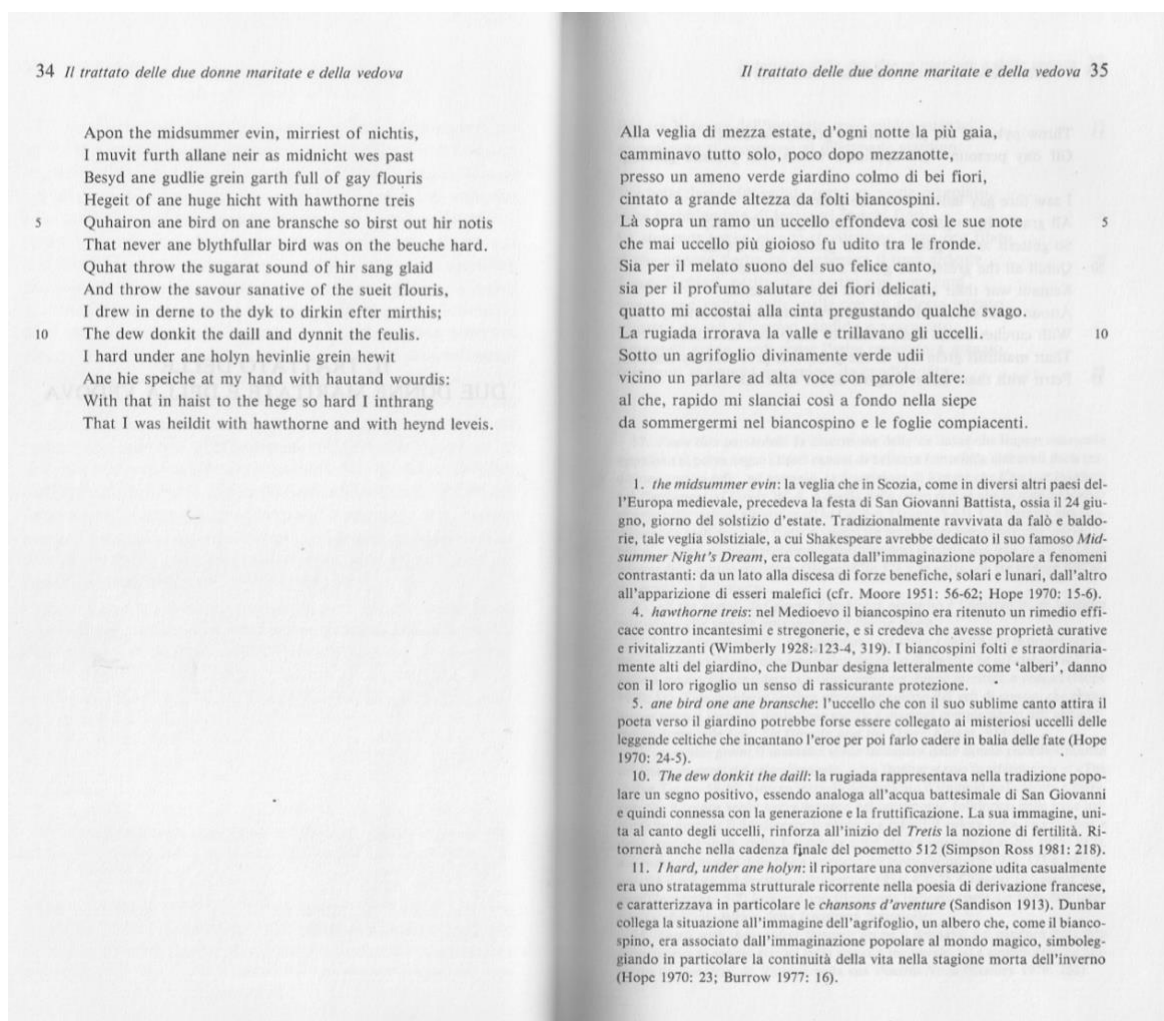 34 Il trattato delle due donne maritate e della vedova
Apon the midsummer evin, mirriest of nichtis,
I muvit furth allane neir as midnicht wes past
Besyd ane gudlie grein garth full of gay flouris
Hegeit of ane huge hicht with hawthorne treis
5 Quhairon ane bird on ane bransche so birst out hir notis
That never ane blythfullar bird was on the beuche hard.
Quhat throw the sugarat sound of hir sang glaid
And throw the savour sanative of the sueit flouris,
I drew in derne to the dyk to dirkin efter mirthis;
10 The dew donkit the daill and dynnit the feulis.
I hard under ane holyn hevinlie grein hewit
Ane hie speiche at my hand with hautand wourdis:
With that in haist to the hege so hard I inthrang
That I was heildit with hawthorne and with heynd leveis.
Il trattato delle due donne maritate e della vedova 35
Alla veglia di mezza estate, d'ogni notte la più gaia,
camminavo tutto solo, poco dopo mezzanotte,
presso un ameno verde giardino colmo di bei fiori,
cintato a grande altezza da folti biancospini.
Là sopra un ramo un uccello effondeva così le sue note 5
che mai uccello più gioioso fu udito tra le fronde.
Sia per il melato suono del suo felice canto,
sia per il profumo salutare dei fiori delicati,
quatto mi accostai alla cinta pregustando qualche svago.
La rugiada irrorava la valle e trillavano gli uccelli. 10
Sotto un agrifoglio divinamente verde udii
vicino un parlare ad alta voce con parole altere:
al che, rapido mi slanciai così a fondo nella siepe
da sommergermi nel biancospino e le foglie compiacenti.
1. the midsummer evin: la veglia che in Scozia, come in diversi altri paesi del-
l'Europa medievale, precedeva la festa di San Giovanni Battista, ossia il 24 giu-
gno, giorno del solstizio d'estate. Tradizionalmente ravvivata da falò e baldo-
rie, tale veglia solstiziale, a cui Shakespeare avrebbe dedicato il suo famoso Mid-
summer Night's Dream, era collegata dall'immaginazione popolare a fenomeni
contrastanti: da un lato alla discesa di forze benefiche, solari e lunari, dall'altro
all'apparizione di esseri malefici (cfr. Moore 1951: 56-62; Hope 1970: 15-6).
4. hawthorne treis: nel Medioevo il biancospino era ritenuto un rimedio effi-
cace contro incantesimi e stregonerie, e si credeva che avesse proprietà curative
e rivitalizzanti (Wimberly 1928: 123-4, 319). I biancospini folti e straordinaria-
mente alti del giardino, che Dunbar designa letteralmente come 'alberi', danno
con il loro rigoglio un senso di rassicurante protezione.
5. ane bird one ane bransche: l'uccello che con il suo sublime canto attira il
poeta verso il giardino potrebbe forse essere collegato ai misteriosi uccelli delle
leggende celtiche che incantano l'eroe per poi farlo cadere in balia delle fate (Hope
1970: 24-5).
10. The dew donkit the daill: la rugiada rappresentava nella tradizione popo-
lare un segno positivo, essendo analoga all'acqua battesimale di San Giovanni
e quindi connessa con la generazione e la fruttificazione. La sua immagine, uni-
ta al canto degli uccelli, rinforza all'inizio del Tretis la nozione di fertilità. Ri-
tornerà anche nella cadenza finale del poemetto 512 (Simpson Ross 1981: 218).
11. I hard, under ane holyn: il riportare una conversazione udita casualmente
era uno stratagemma strutturale ricorrente nella poesia di derivazione francese,
e caratterizzava in particolare le chansons d'aventure (Sandison 1913). Dunbar
collega la situazione all'immagine dell'agrifoglio, un albero che, come il bianco-
spino, era associato dall'immaginazione popolare al mondo magico, simboleg-
giando in particolare la continuità della vita nella stagione morta dell'inverno
(Hope 1970: 23; Burrow 1977: 16).